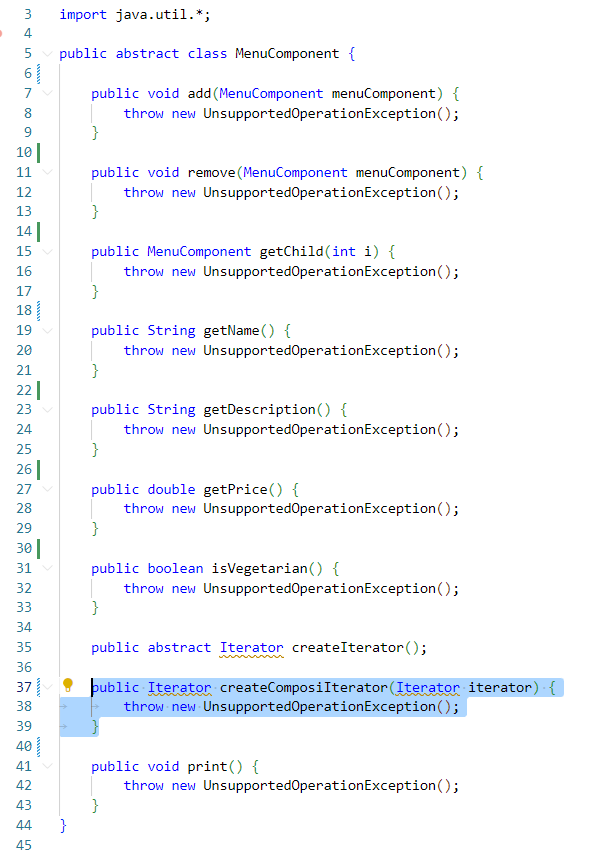 3 import java.util.*;
4
5 public abstract class MenuComponent {
6
7 public void add(MenuComponent menuComponent) {
8 throw new UnsupportedOperationException();
9 }
10
11 public void remove(MenuComponent menuComponent) {
12 throw new UnsupportedOperationException();
13 }
14
15 public MenuComponent getChild(int i) {
16 throw new UnsupportedOperationException();
17 }
18
19 public String getName() {
20 throw new UnsupportedOperationException();
21 }
22
23 public String getDescription() {
24 throw new UnsupportedOperationException();
25 }
26
27 public double getPrice() {
28 throw new UnsupportedOperationException();
29 }
30
31 public boolean isVegetarian() {
32 throw new UnsupportedOperationException();
33 }
34
35 public abstract Iterator createIterator();
36
37 public Iterator createComposiIterator(Iterator iterator) {
38 throw new UnsupportedOperationException();
39 }
40
41 public void print() {
42 throw new UnsupportedOperationException();
43 }
44 }
45